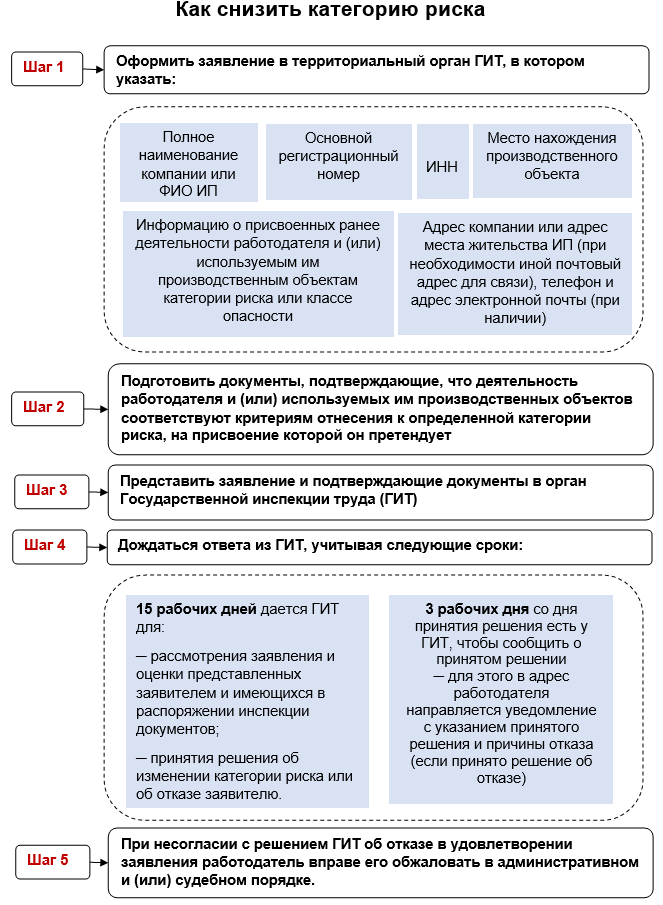 Как снизить категорию риска
Шаг 1
Оформить заявление в территориальный орган ГИТ, в котором
указать:
Полное
наименование
компании или
ФИО ИП
Основной
регистрационный
номер
ИНН
Место нахождения
производственного
объекта
Информацию о присвоенных ранее
деятельности работодателя и (или)
используемым им
производственным объектам
категории риска или классе
опасности
Адрес компании или адрес
места жительства ИП (при
необходимости иной почтовый
адрес для связи), телефон и
адрес электронной почты (при
наличии)
Шаг 2
Подготовить документы, подтверждающие, что деятельность
работодателя и (или) используемых им производственных объектов
соответствуют критериям отнесения к определенной категории
риска, на присвоение которой он претендует
Шаг 3
Представить заявление и подтверждающие документы в орган
Государственной инспекции труда (ГИТ)
Шаг 4
Дождаться ответа из ГИТ, учитывая следующие сроки:
15 рабочих дней дается ГИТ
для:
─ рассмотрения заявления и
оценки представленных
заявителем и имеющихся в
распоряжении инспекции
документов;
─ принятия решения об
изменении категории риска или
об отказе заявителю.
3 рабочих дня со дня
принятия решения есть у
ГИТ, чтобы сообщить о
принятом решении
─ для этого в адрес
работодателя
направляется уведомление
с указанием принятого
решения и причины отказа
(если принято решение об
отказе)
Шаг 5
При несогласии с решением ГИТ об отказе в удовлетворении
заявления работодатель вправе его обжаловать в административном
и (или) судебном порядке.